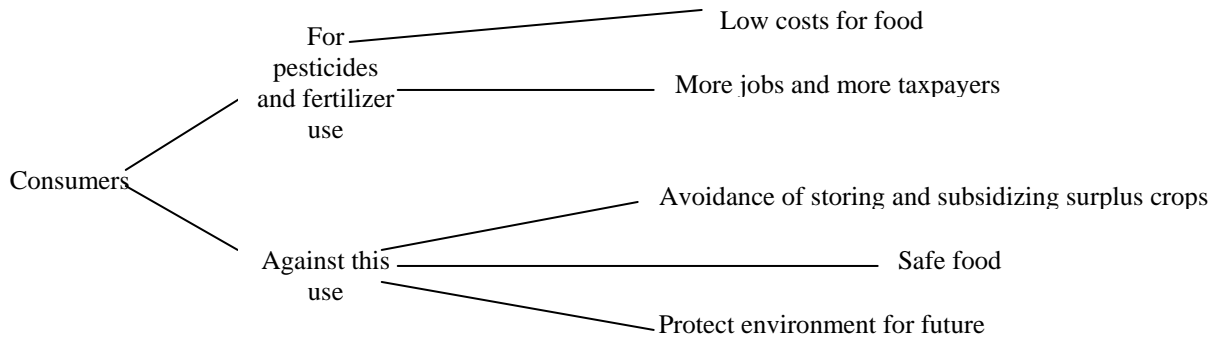 Low costs for food
For
pesticides
and fertilizer
use
More jobs and more taxpayers
Consumers
Avoidance of storing and subsidizing surplus crops
Against this
use
Safe food
Protect environment for future